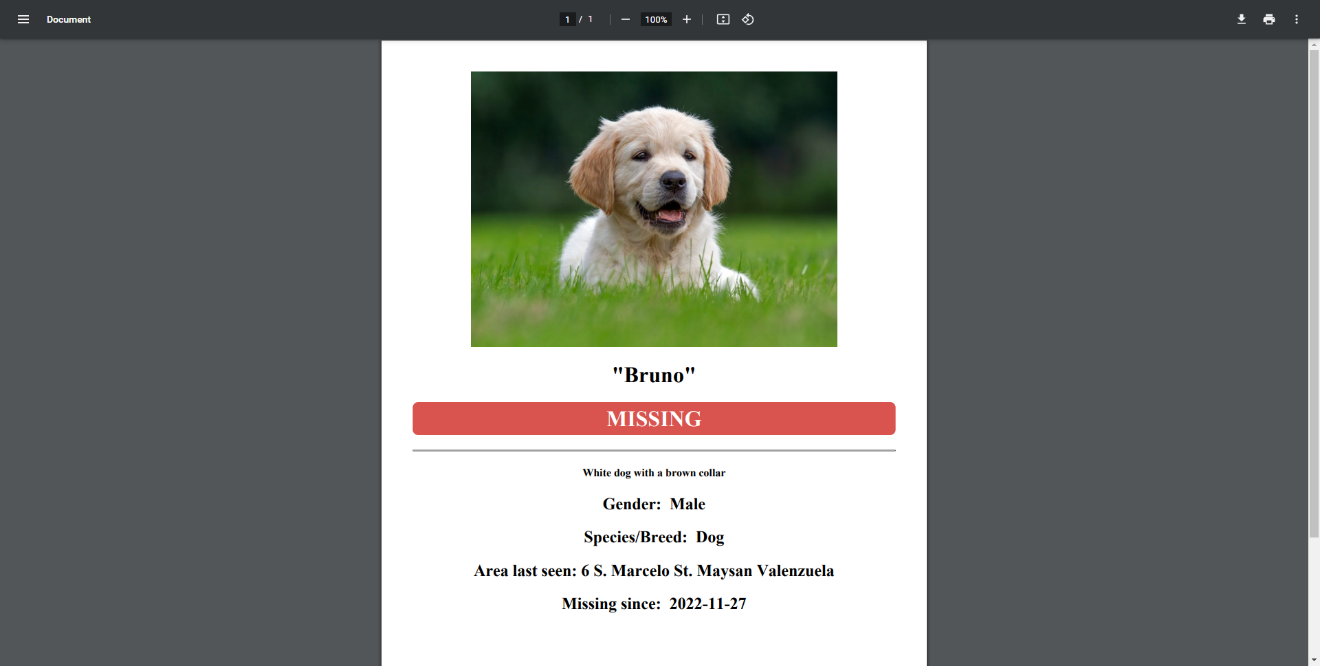 Document
1 / 1
100%
"Bruno"
MISSING
White dog with a brown collar
Gender: Male
Species/Breed: Dog
Area last seen: 6 S. Marcelo St. Maysan Valenzuela
Missing since: 2022-11-27